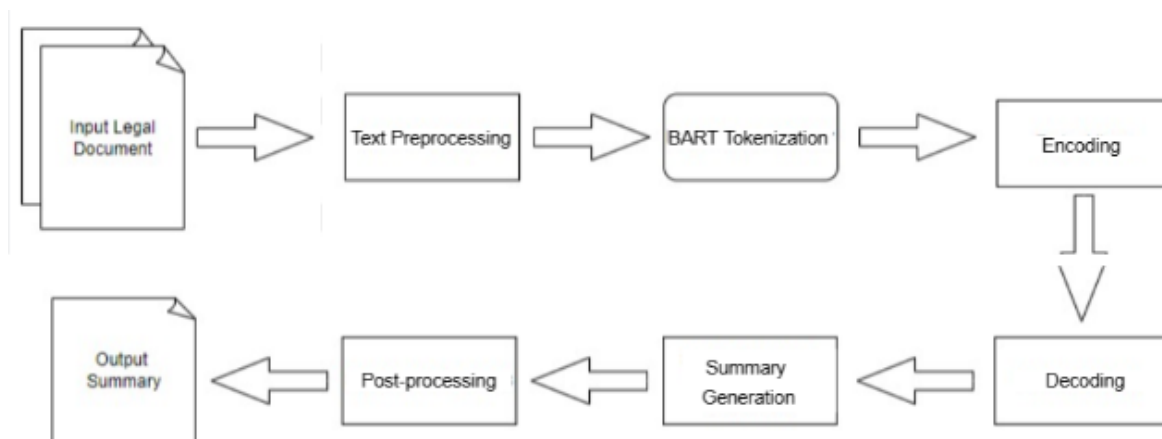 Input Legal
Document
Text Preprocessing
BART Tokenization
Encoding
Output
Summary
Post-processing
Summary
Generation
Decoding